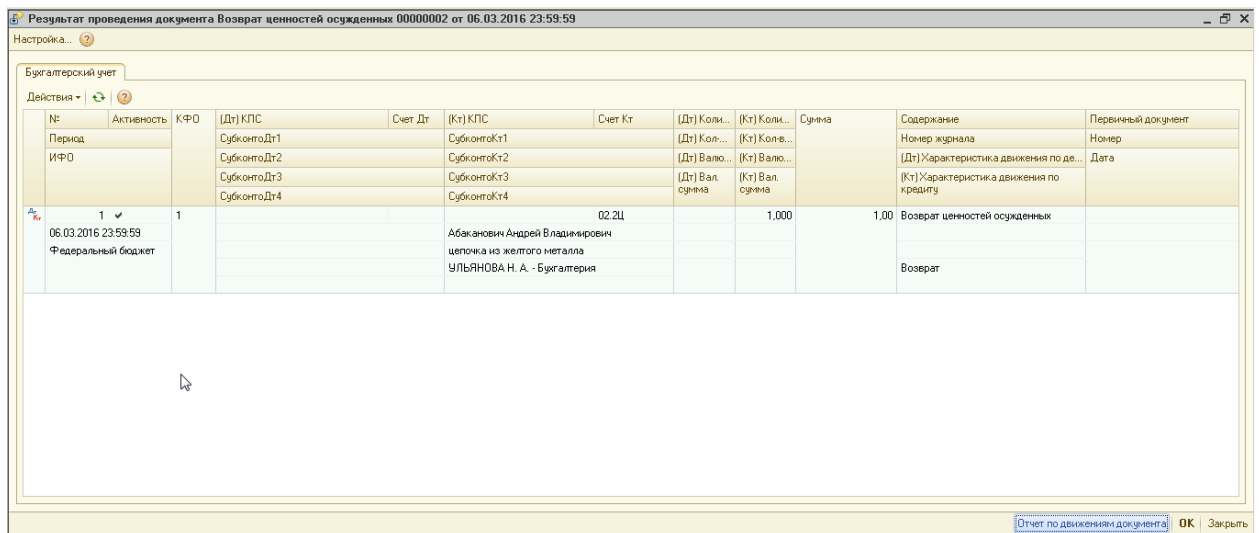 Результат проведения документа Возврат ценностей осужденных 00000002 от 06.03.2016 23:59:59
Настройка...
Бухгалтерский учет
Действия
№ Активность КФО (Дт) КПС Счет Дт (Кт) КПС Счет Кт (Дт) Коли... (Кт) Коли... Сумма Содержание Первичный документ
Период СубконтоДт1 СубконтоКт1 (Дт) Кол-... (Кт) Кол-в... Номер журнала Номер
ИФО СубконтоДт2 СубконтоКт2 (Дт) Валю... (Кт) Валю... (Дт) Характеристика движения по де... Дата
СубконтоДт3 СубконтоКт3 (Дт) Вал. сумма (Кт) Вал. сумма (Кт) Характеристика движения по кредиту
СубконтоДт4 СубконтоКт4
Дт Кт 1 1 02.2Ц 1,000 1,00 Возврат ценностей осужденных
06.03.2016 23:59:59 Абаканович Андрей Владимирович
Федеральный бюджет цепочка из желтого металла
УЛЬЯНОВА Н. А. - Бухгалтерия Возврат
Отчет по движениям документа OK Закрыть